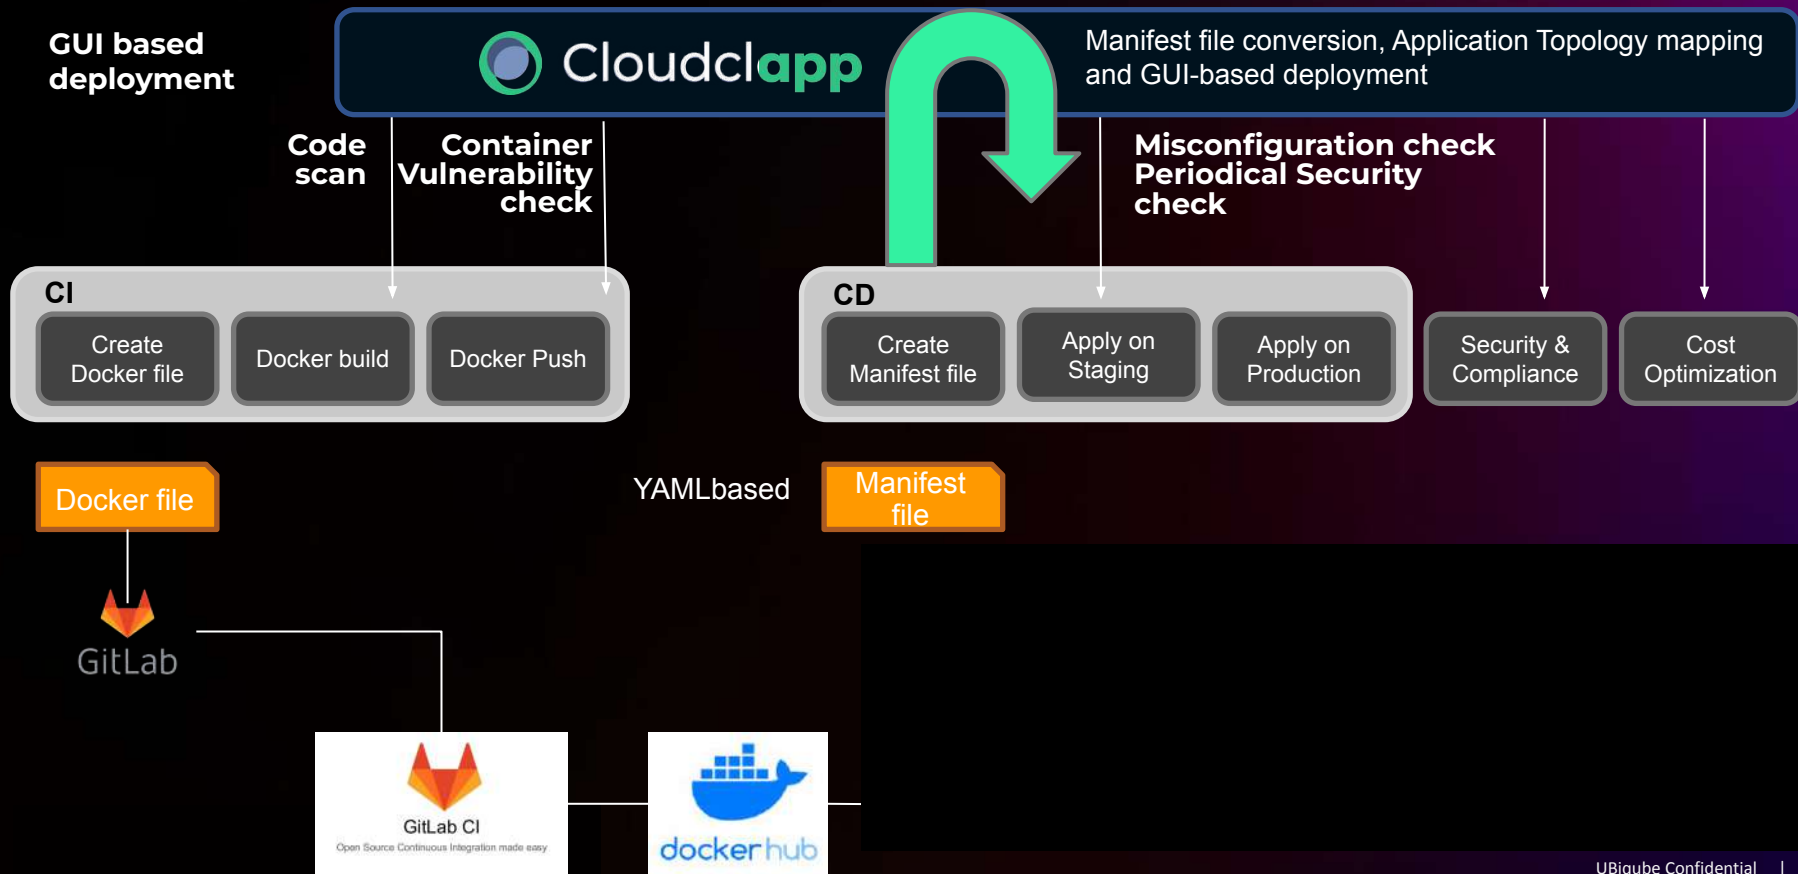 GUI based
deployment
Cloudclapp
Manifest file conversion, Application Topology mapping
and GUI-based deployment
Code
scan
Container
Vulnerability
check
Misconfiguration check
Periodical Security
check
CI
Create
Docker file
Docker build
Docker Push
CD
Create
Manifest file
Apply on
Staging
Apply on
Production
Security &
Compliance
Cost
Optimization
Docker file
YAMLbased
Manifest
file
GitLab
GitLab CI
Open Source Continuous Integration made easy
dockerhub
UBiqube Confidential |